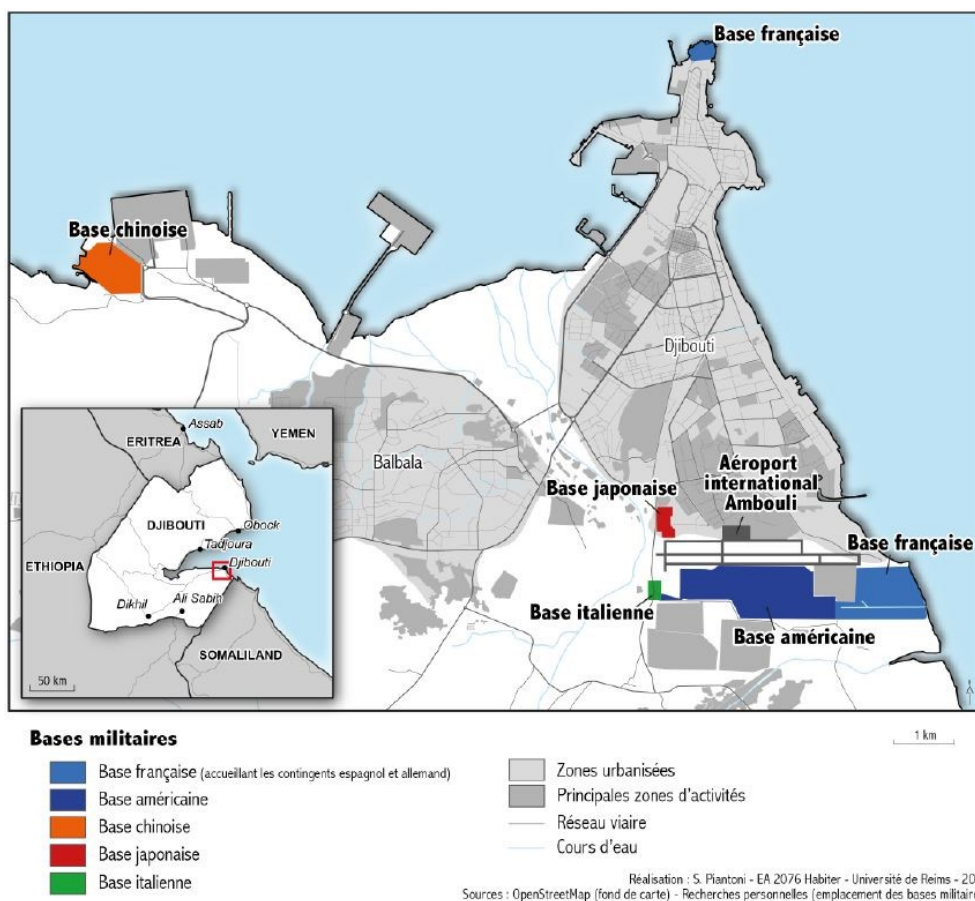 Base française
Base chinoise
Djibouti
Balbala
Base japonaise
Aéroport
international
Ambouli
Base française
Base italienne
Base américaine
ERITREA
Assab
YEMEN
DJIBOUTI
Obock
Tadjoura
Djibouti
ETHIOPIA
Dikhil
Ali Sabih
SOMALILAND
50 km
1 km
Bases militaires
Base française (accueillant les contingents espagnol et allemand)
Base américaine
Base chinoise
Base japonaise
Base italienne
Zones urbanisées
Principales zones d'activités
Réseau viaire
Cours d'eau
Réalisation : S. Piantoni - EA 2076 Habiter - Université de Reims - 20
Sources : OpenStreetMap (fond de carte) - Recherches personnelles (emplacement des bases militaire